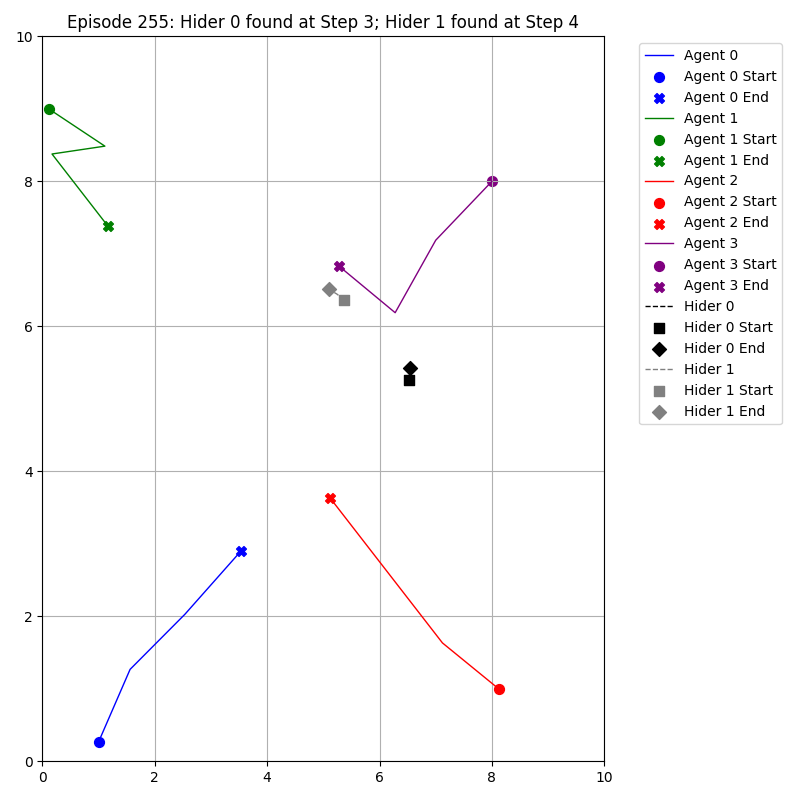 Episode 255: Hider 0 found at Step 3; Hider 1 found at Step 4
10
8
6
4
2
0
0 2 4 6 8 10
Agent 0
Agent 0 Start
Agent 0 End
Agent 1
Agent 1 Start
Agent 1 End
Agent 2
Agent 2 Start
Agent 2 End
Agent 3
Agent 3 Start
Agent 3 End
Hider 0
Hider 0 Start
Hider 0 End
Hider 1
Hider 1 Start
Hider 1 End